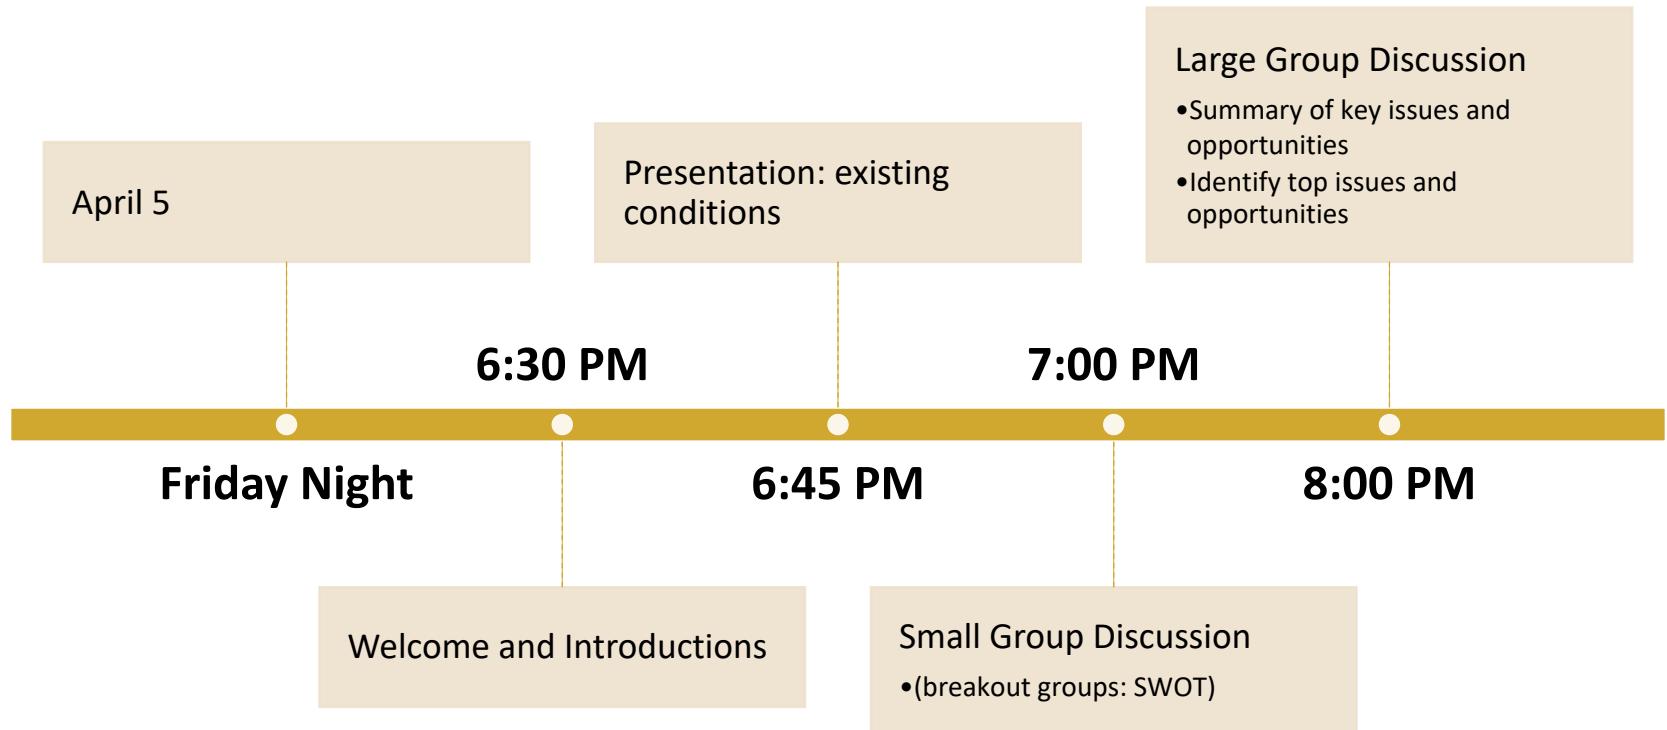 April 5
Friday Night
6:30 PM
Welcome and Introductions
Presentation: existing
conditions
6:45 PM
7:00 PM
Small Group Discussion
•(breakout groups: SWOT)
Large Group Discussion
•Summary of key issues and
opportunities
•Identify top issues and
opportunities
8:00 PM